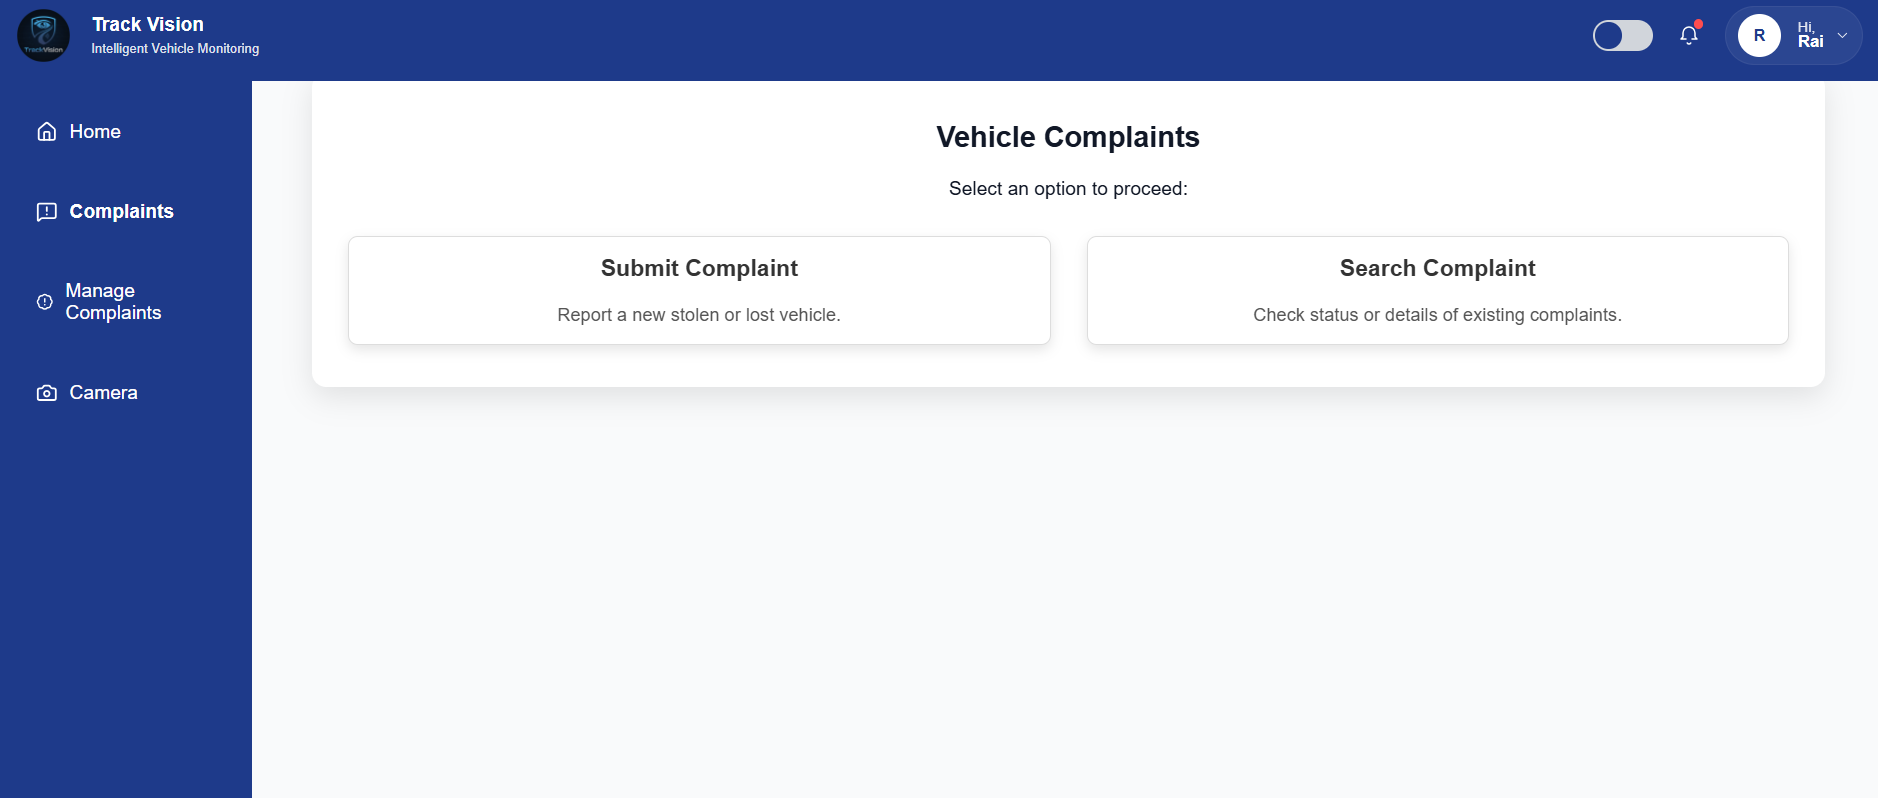 TrackVision
Track Vision
Intelligent Vehicle Monitoring
R
Hi,
Rai
Home
Complaints
Manage
Complaints
Camera
Vehicle Complaints
Select an option to proceed:
Submit Complaint
Report a new stolen or lost vehicle.
Search Complaint
Check status or details of existing complaints.